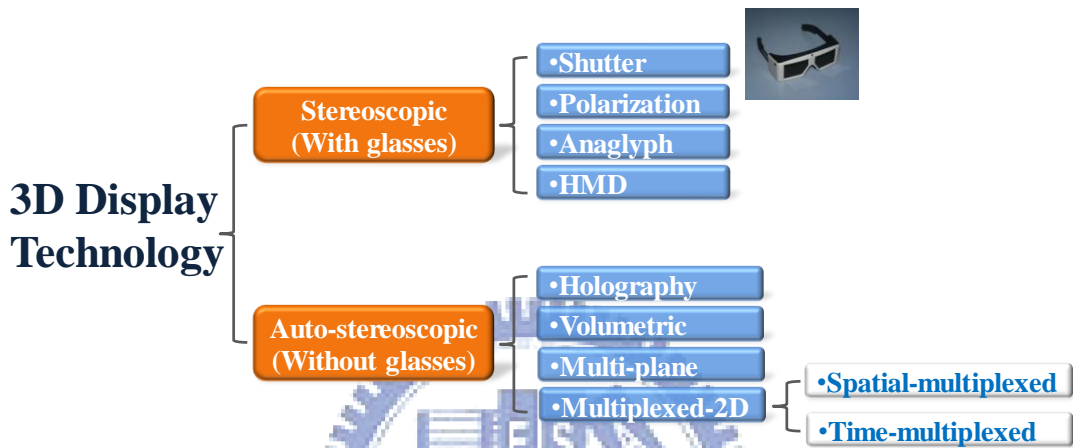 3D Display
Technology
Stereoscopic
(With glasses)
•Shutter
•Polarization
•Anaglyph
•HMD
Auto-stereoscopic
(Without glasses)
•Holography
•Volumetric
•Multi-plane
•Multiplexed-2D
•Spatial-multiplexed
•Time-multiplexed